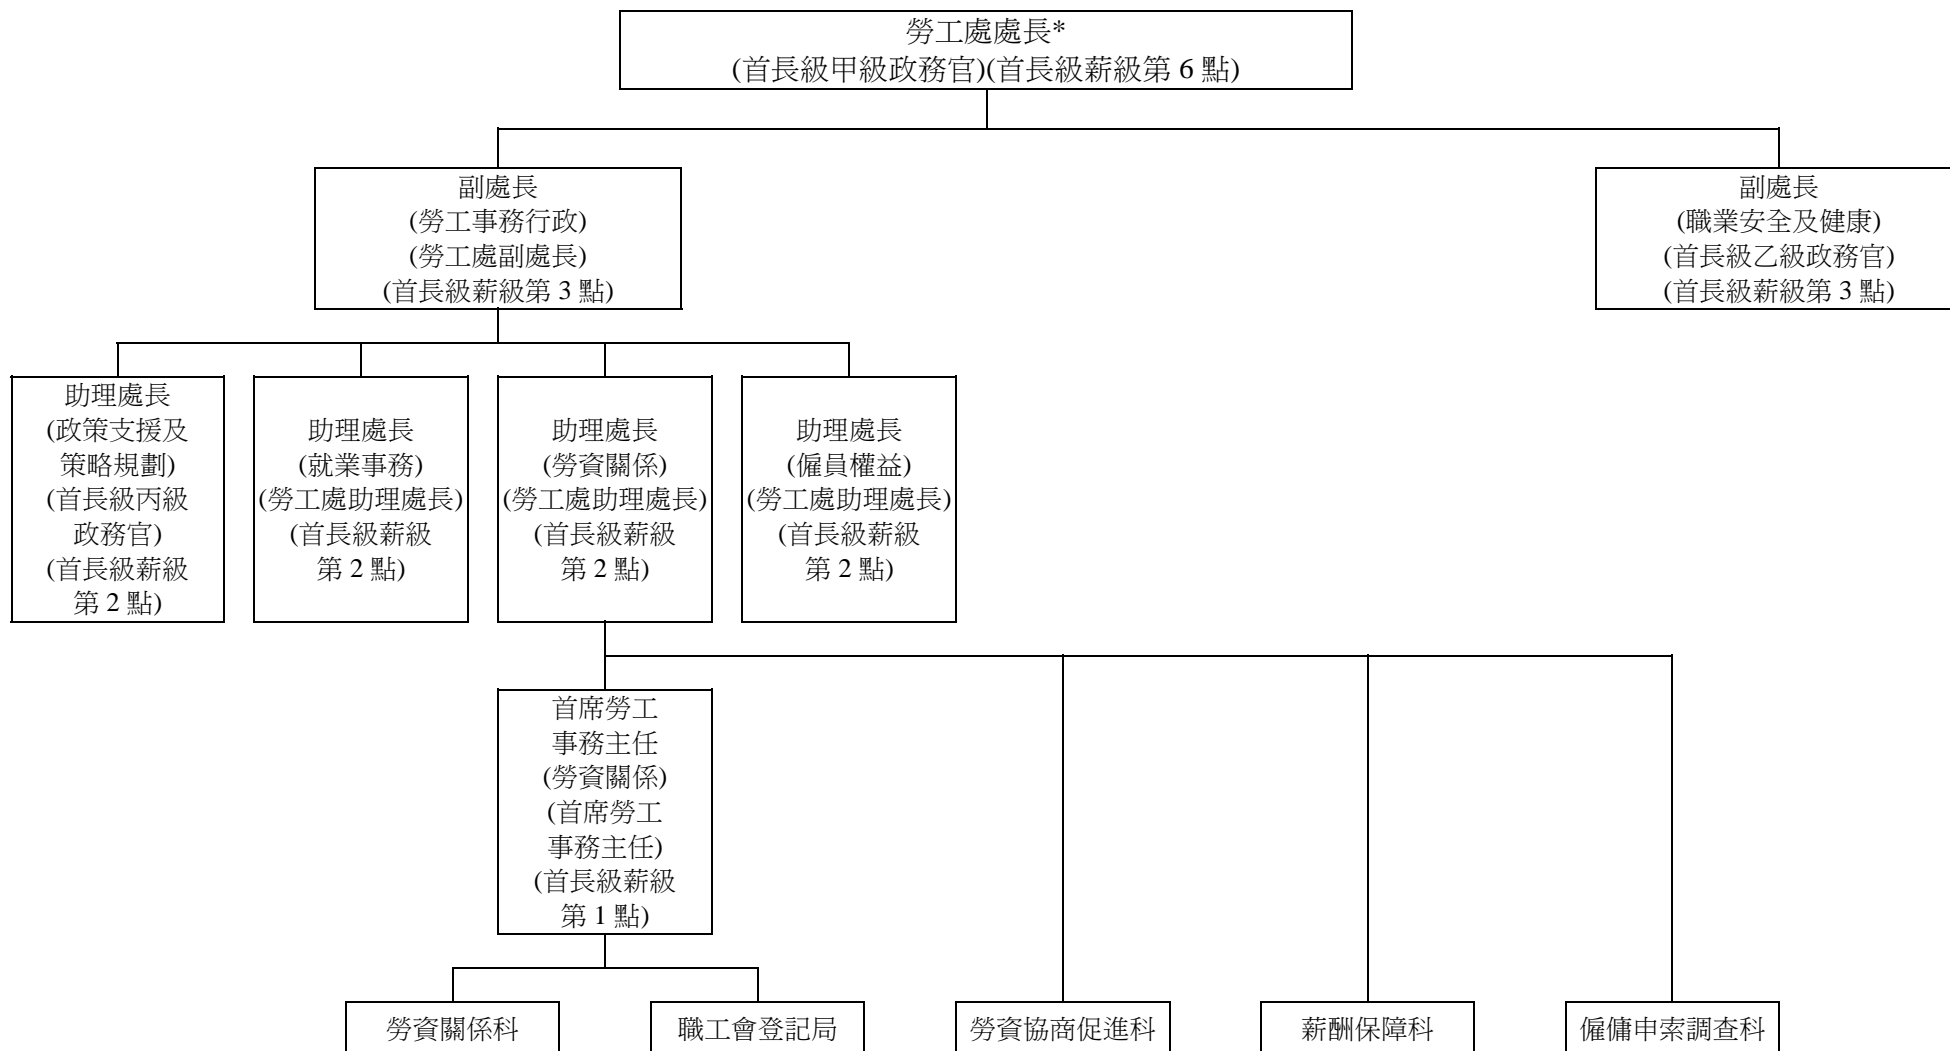 勞工處處長*
(首長級甲級政務官)(首長級薪級第 6 點)
副處長
(勞工事務行政)
(勞工處副處長)
(首長級薪級第 3 點)
副處長
(職業安全及健康)
(首長級乙級政務官)
(首長級薪級第 3 點)
助理處長
(政策支援及
策略規劃)
(首長級丙級
政務官)
(首長級薪級
第 2 點)
助理處長
(就業事務)
(勞工處助理處長)
(首長級薪級
第 2 點)
助理處長
(勞資關係)
(勞工處助理處長)
(首長級薪級
第 2 點)
助理處長
(僱員權益)
(勞工處助理處長)
(首長級薪級
第 2 點)
首席勞工
事務主任
(勞資關係)
(首席勞工
事務主任)
(首長級薪級
第 1 點)
勞資關係科
職工會登記局
勞資協商促進科
薪酬保障科
僱傭申索調查科